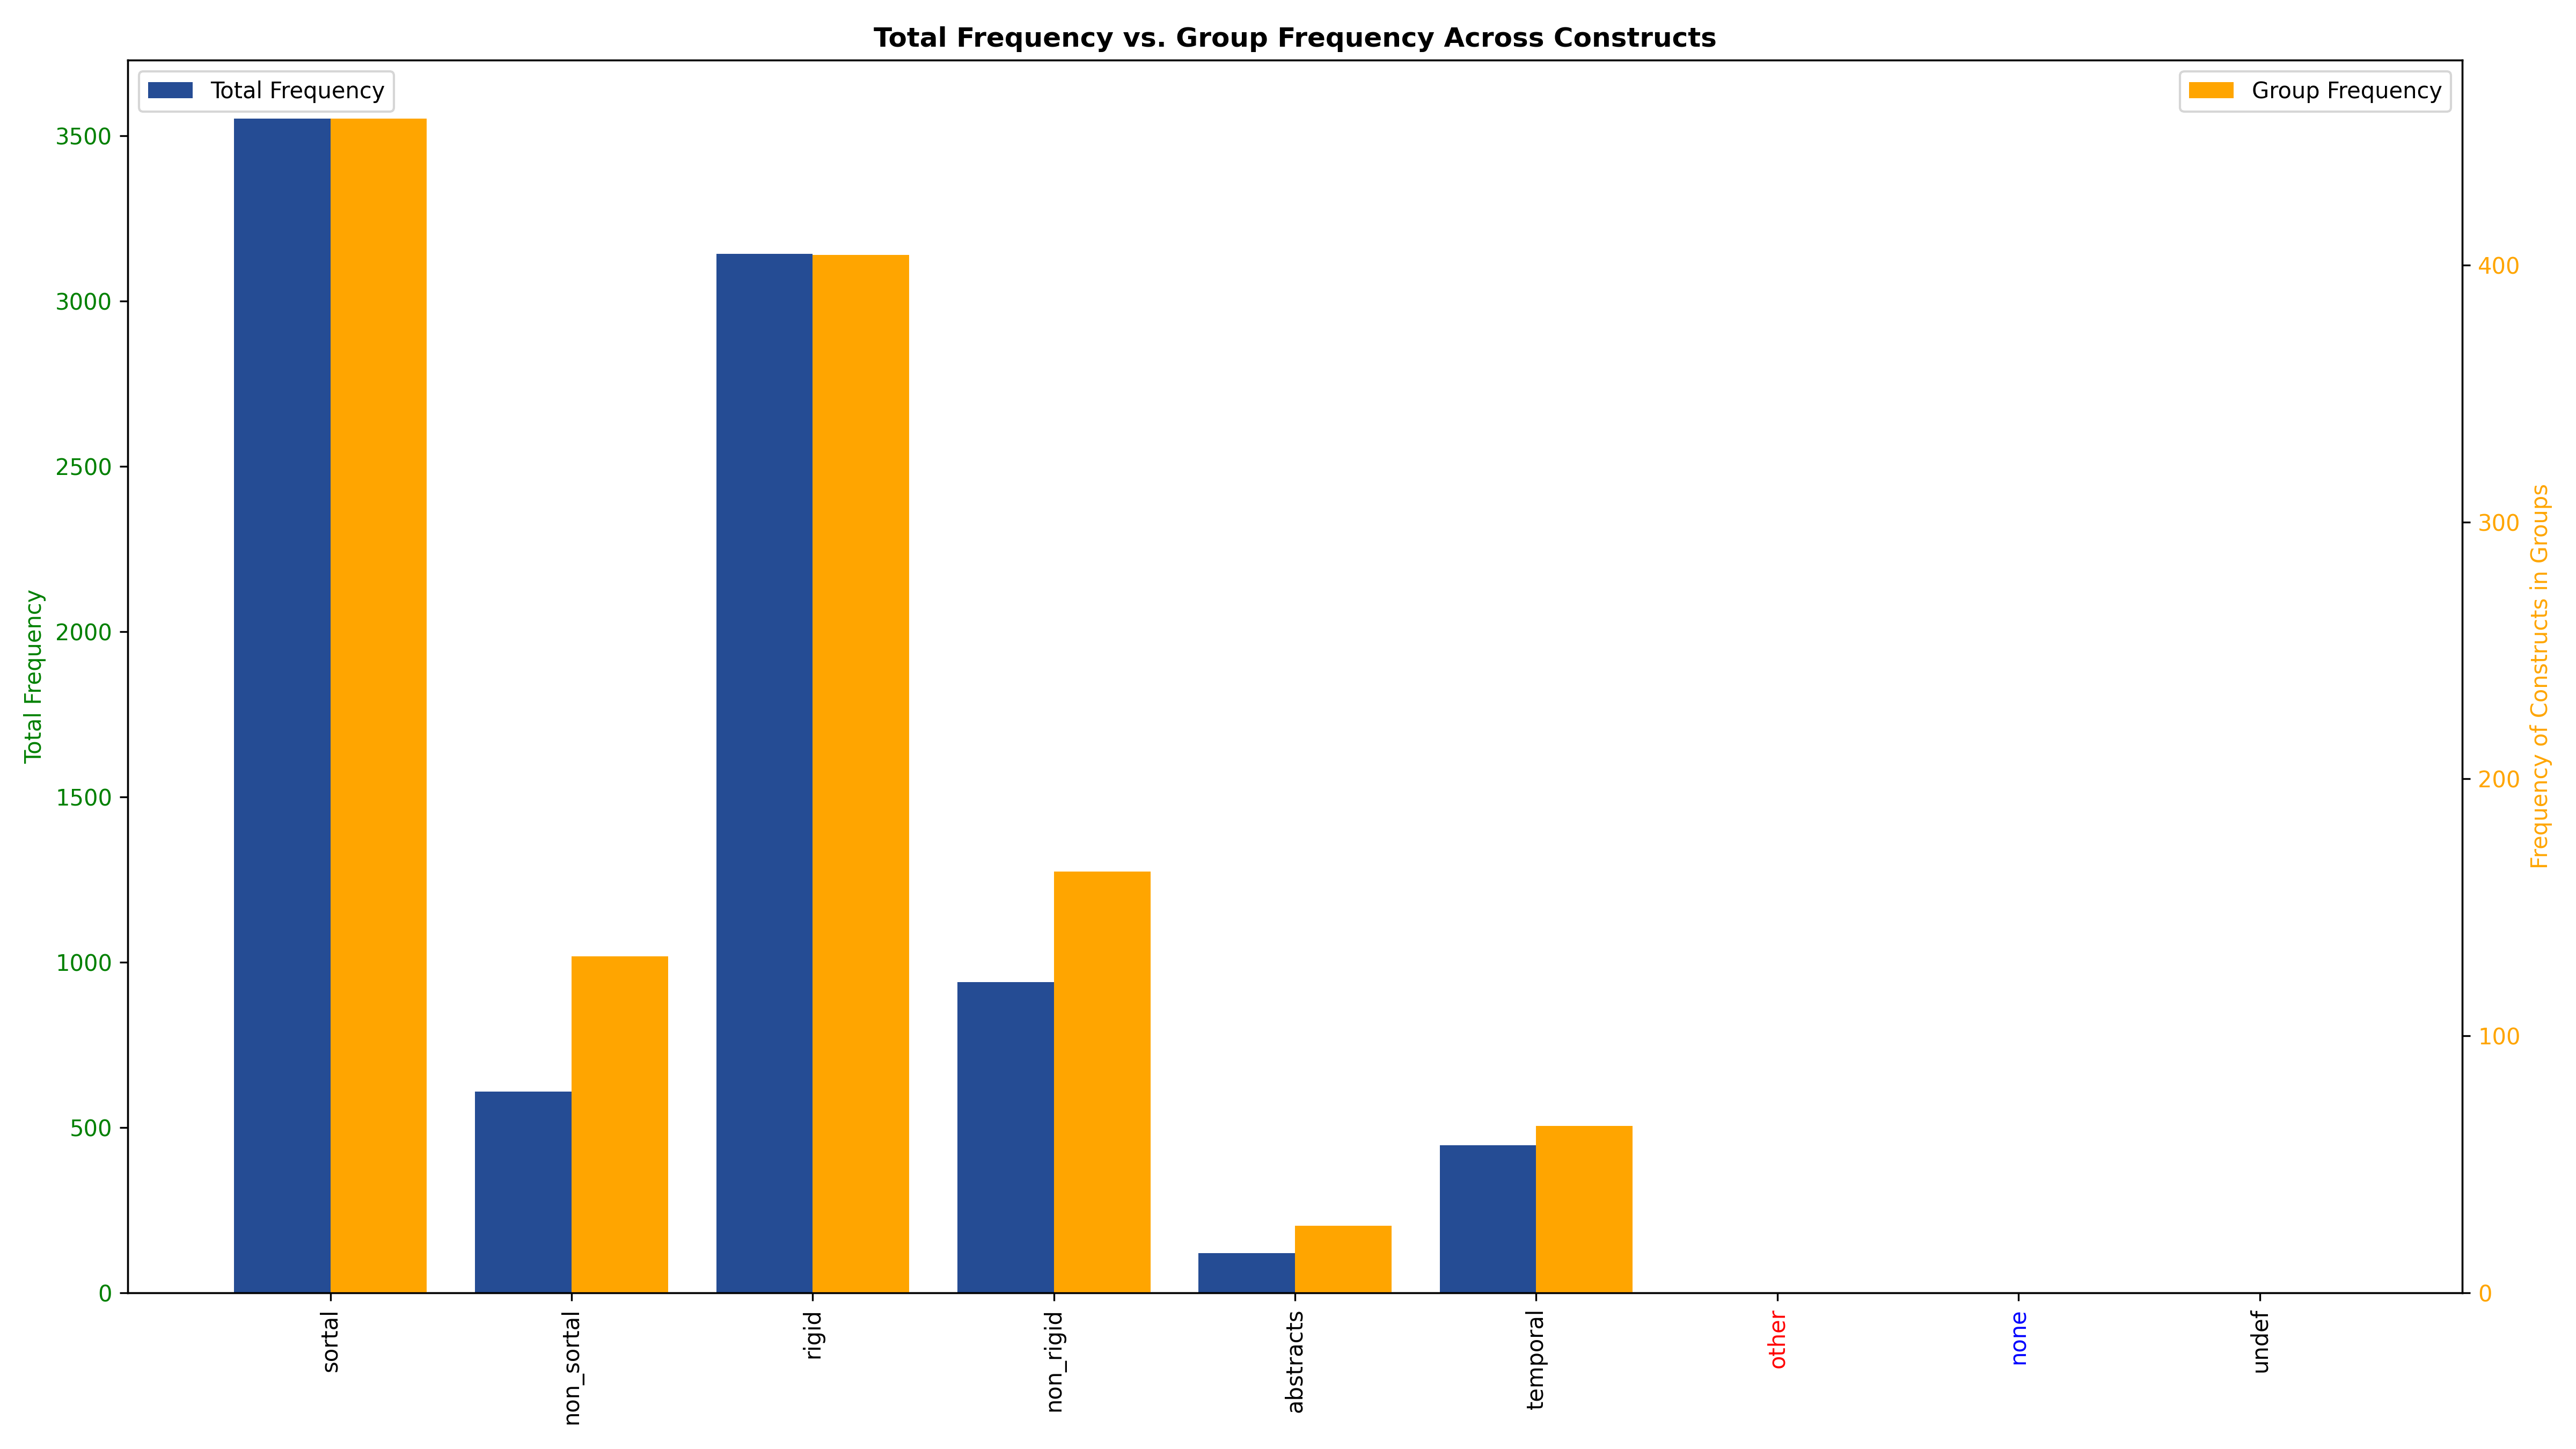 Total Frequency vs. Group Frequency Across Constructs
Total Frequency
Group Frequency
3500
3000
2500
2000
1500
1000
500
0
Total Frequency
400
300
200
100
0
Frequency of Constructs in Groups
sortal
non_sortal
rigid
non_rigid
abstracts
temporal
other
none
undef